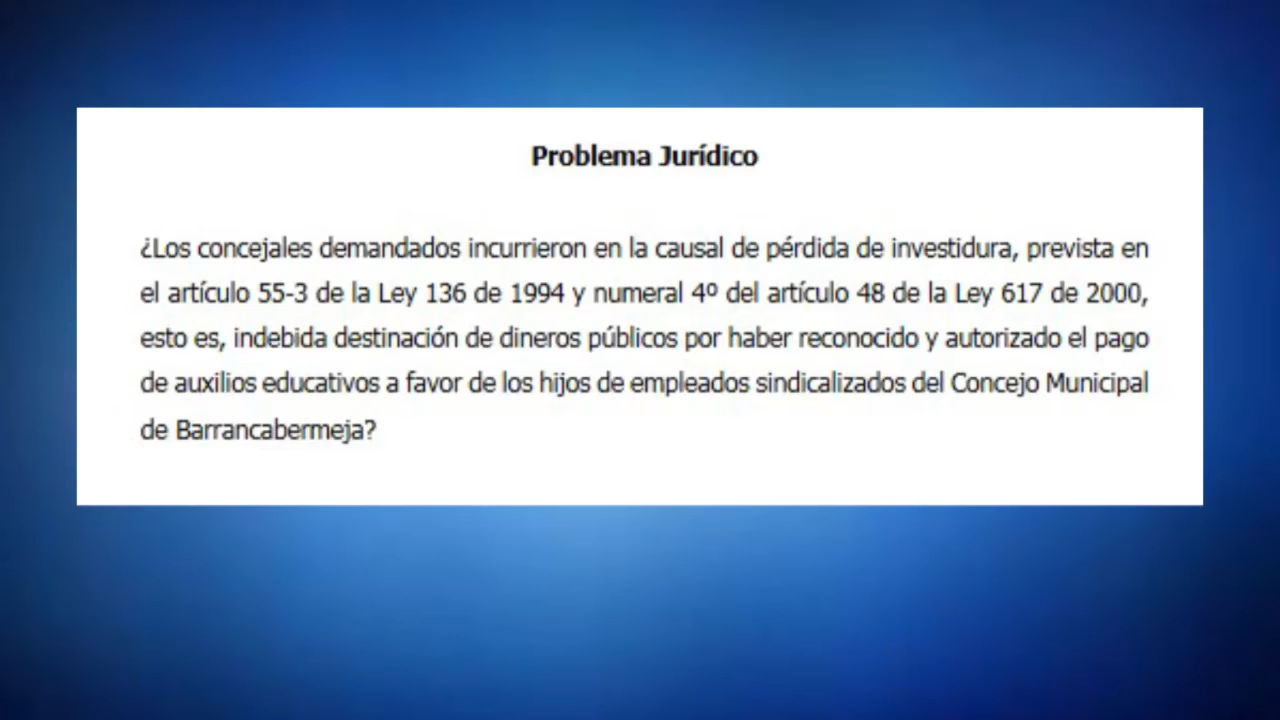 Problema Jurídico
¿Los concejales demandados incurrieron en la causal de pérdida de investidura, prevista en
el artículo 55-3 de la Ley 136 de 1994 y numeral 4º del artículo 48 de la Ley 617 de 2000,
esto es, indebida destinación de dineros públicos por haber reconocido y autorizado el pago
de auxilios educativos a favor de los hijos de empleados sindicalizados del Concejo Municipal
de Barrancabermeja?